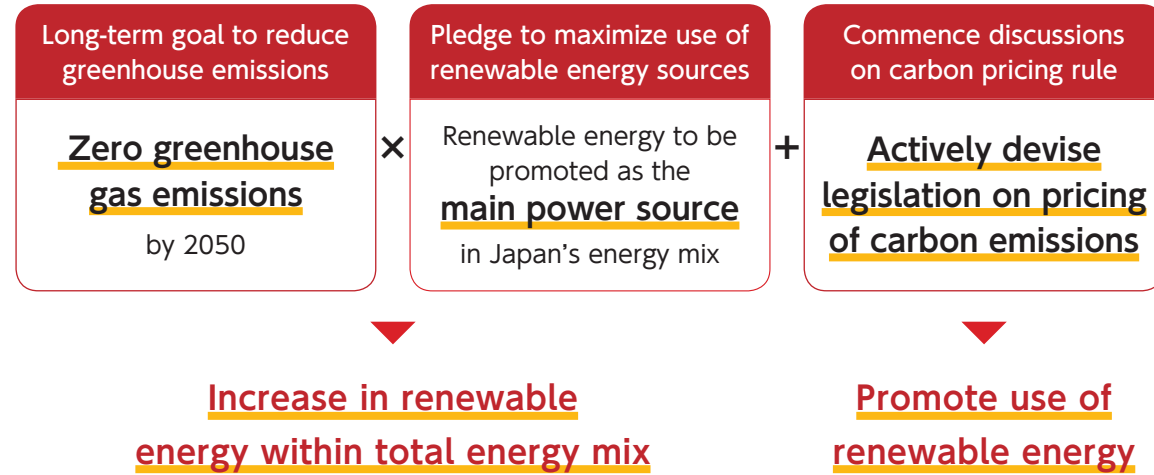 Long-term goal to reduce
greenhouse emissions
Zero greenhouse
gas emissions
by 2050
×
Pledge to maximize use of
renewable energy sources
Renewable energy to be
promoted as the
main power source
in Japan's energy mix
+
Commence discussions
on carbon pricing rule
Actively devise
legislation on pricing
of carbon emissions
Increase in renewable
energy within total energy mix
Promote use of
renewable energy